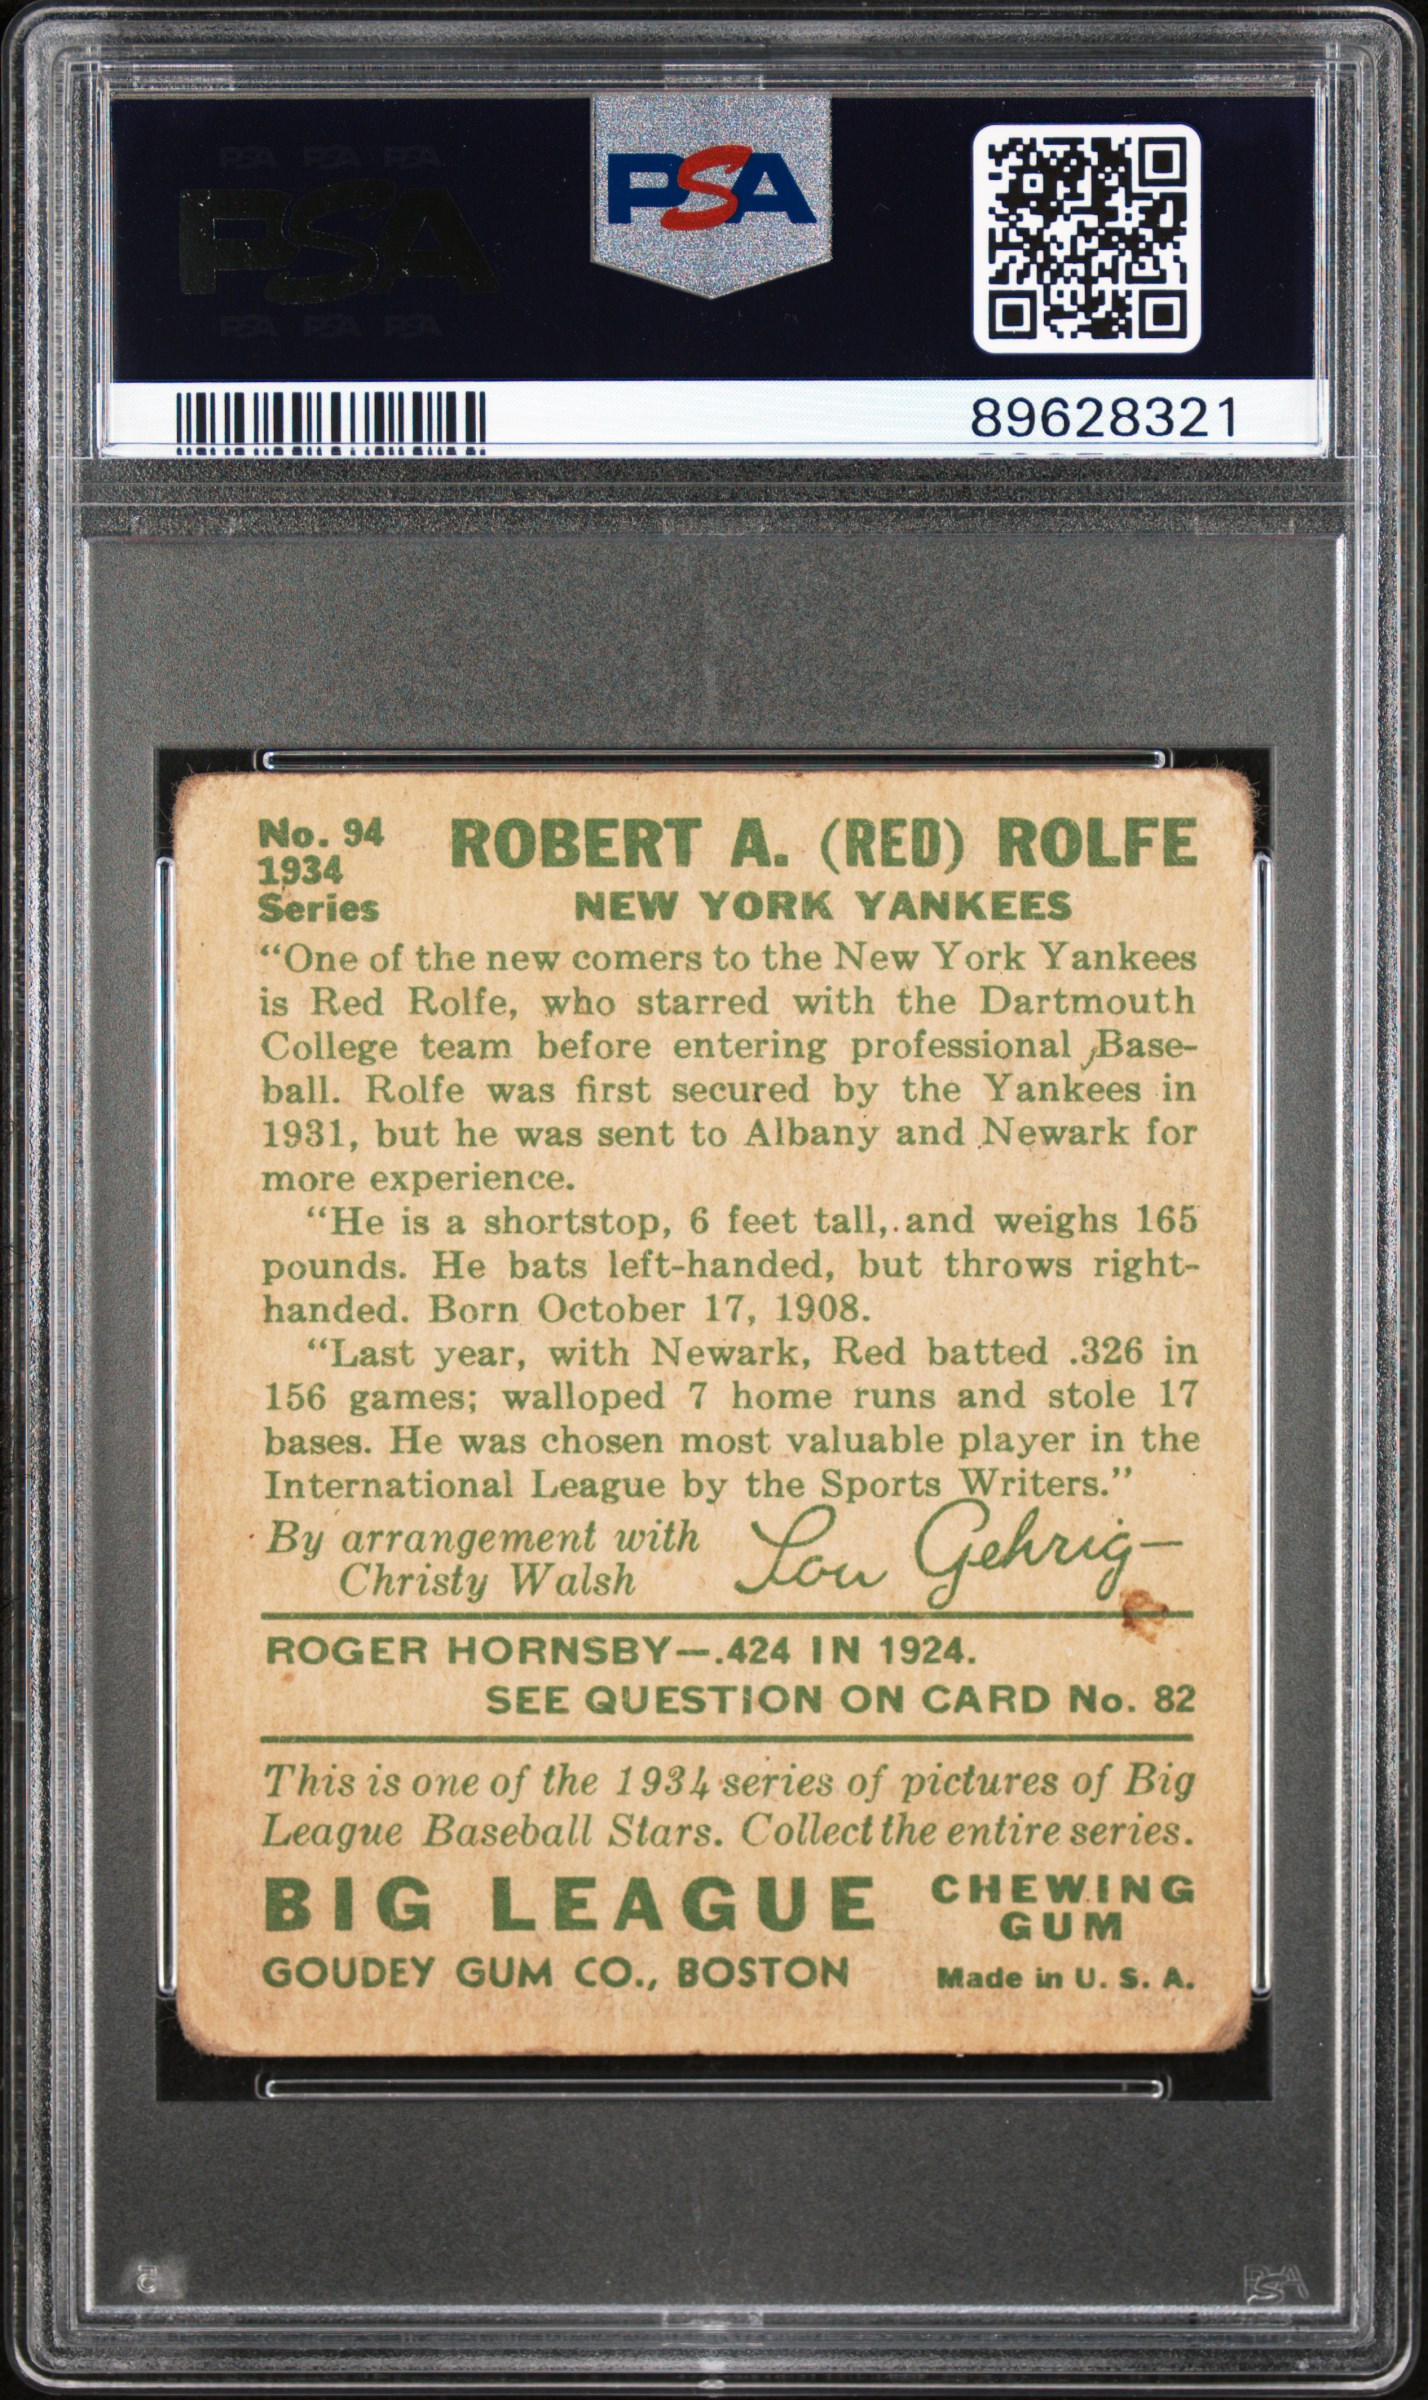 PSA PSA PSA
PSA
PSA PSA PSA
PSA
89628321
No. 94
1934
Series
ROBERT A. (RED) ROLFE
NEW YORK YANKEES
“One of the new comers to the New York Yankees
is Red Rolfe, who starred with the Dartmouth
College team before entering professional Base-
ball. Rolfe was first secured by the Yankees in
1931, but he was sent to Albany and Newark for
more experience.
“He is a shortstop, 6 feet tall, and weighs 165
pounds. He bats left-handed, but throws right-
handed. Born October 17, 1908.
“Last year, with Newark, Red batted .326 in
156 games; walloped 7 home runs and stole 17
bases. He was chosen most valuable player in the
International League by the Sports Writers.”
By arrangement with
Christy Walsh
Lou Gehrig—
ROGER HORNSBY—.424 IN 1924.
SEE QUESTION ON CARD No. 82
This is one of the 1934 series of pictures of Big
League Baseball Stars. Collect the entire series.
BIG LEAGUE
CHEWING
GUM
GOUDEY GUM CO., BOSTON
Made in U. S. A.
PSA